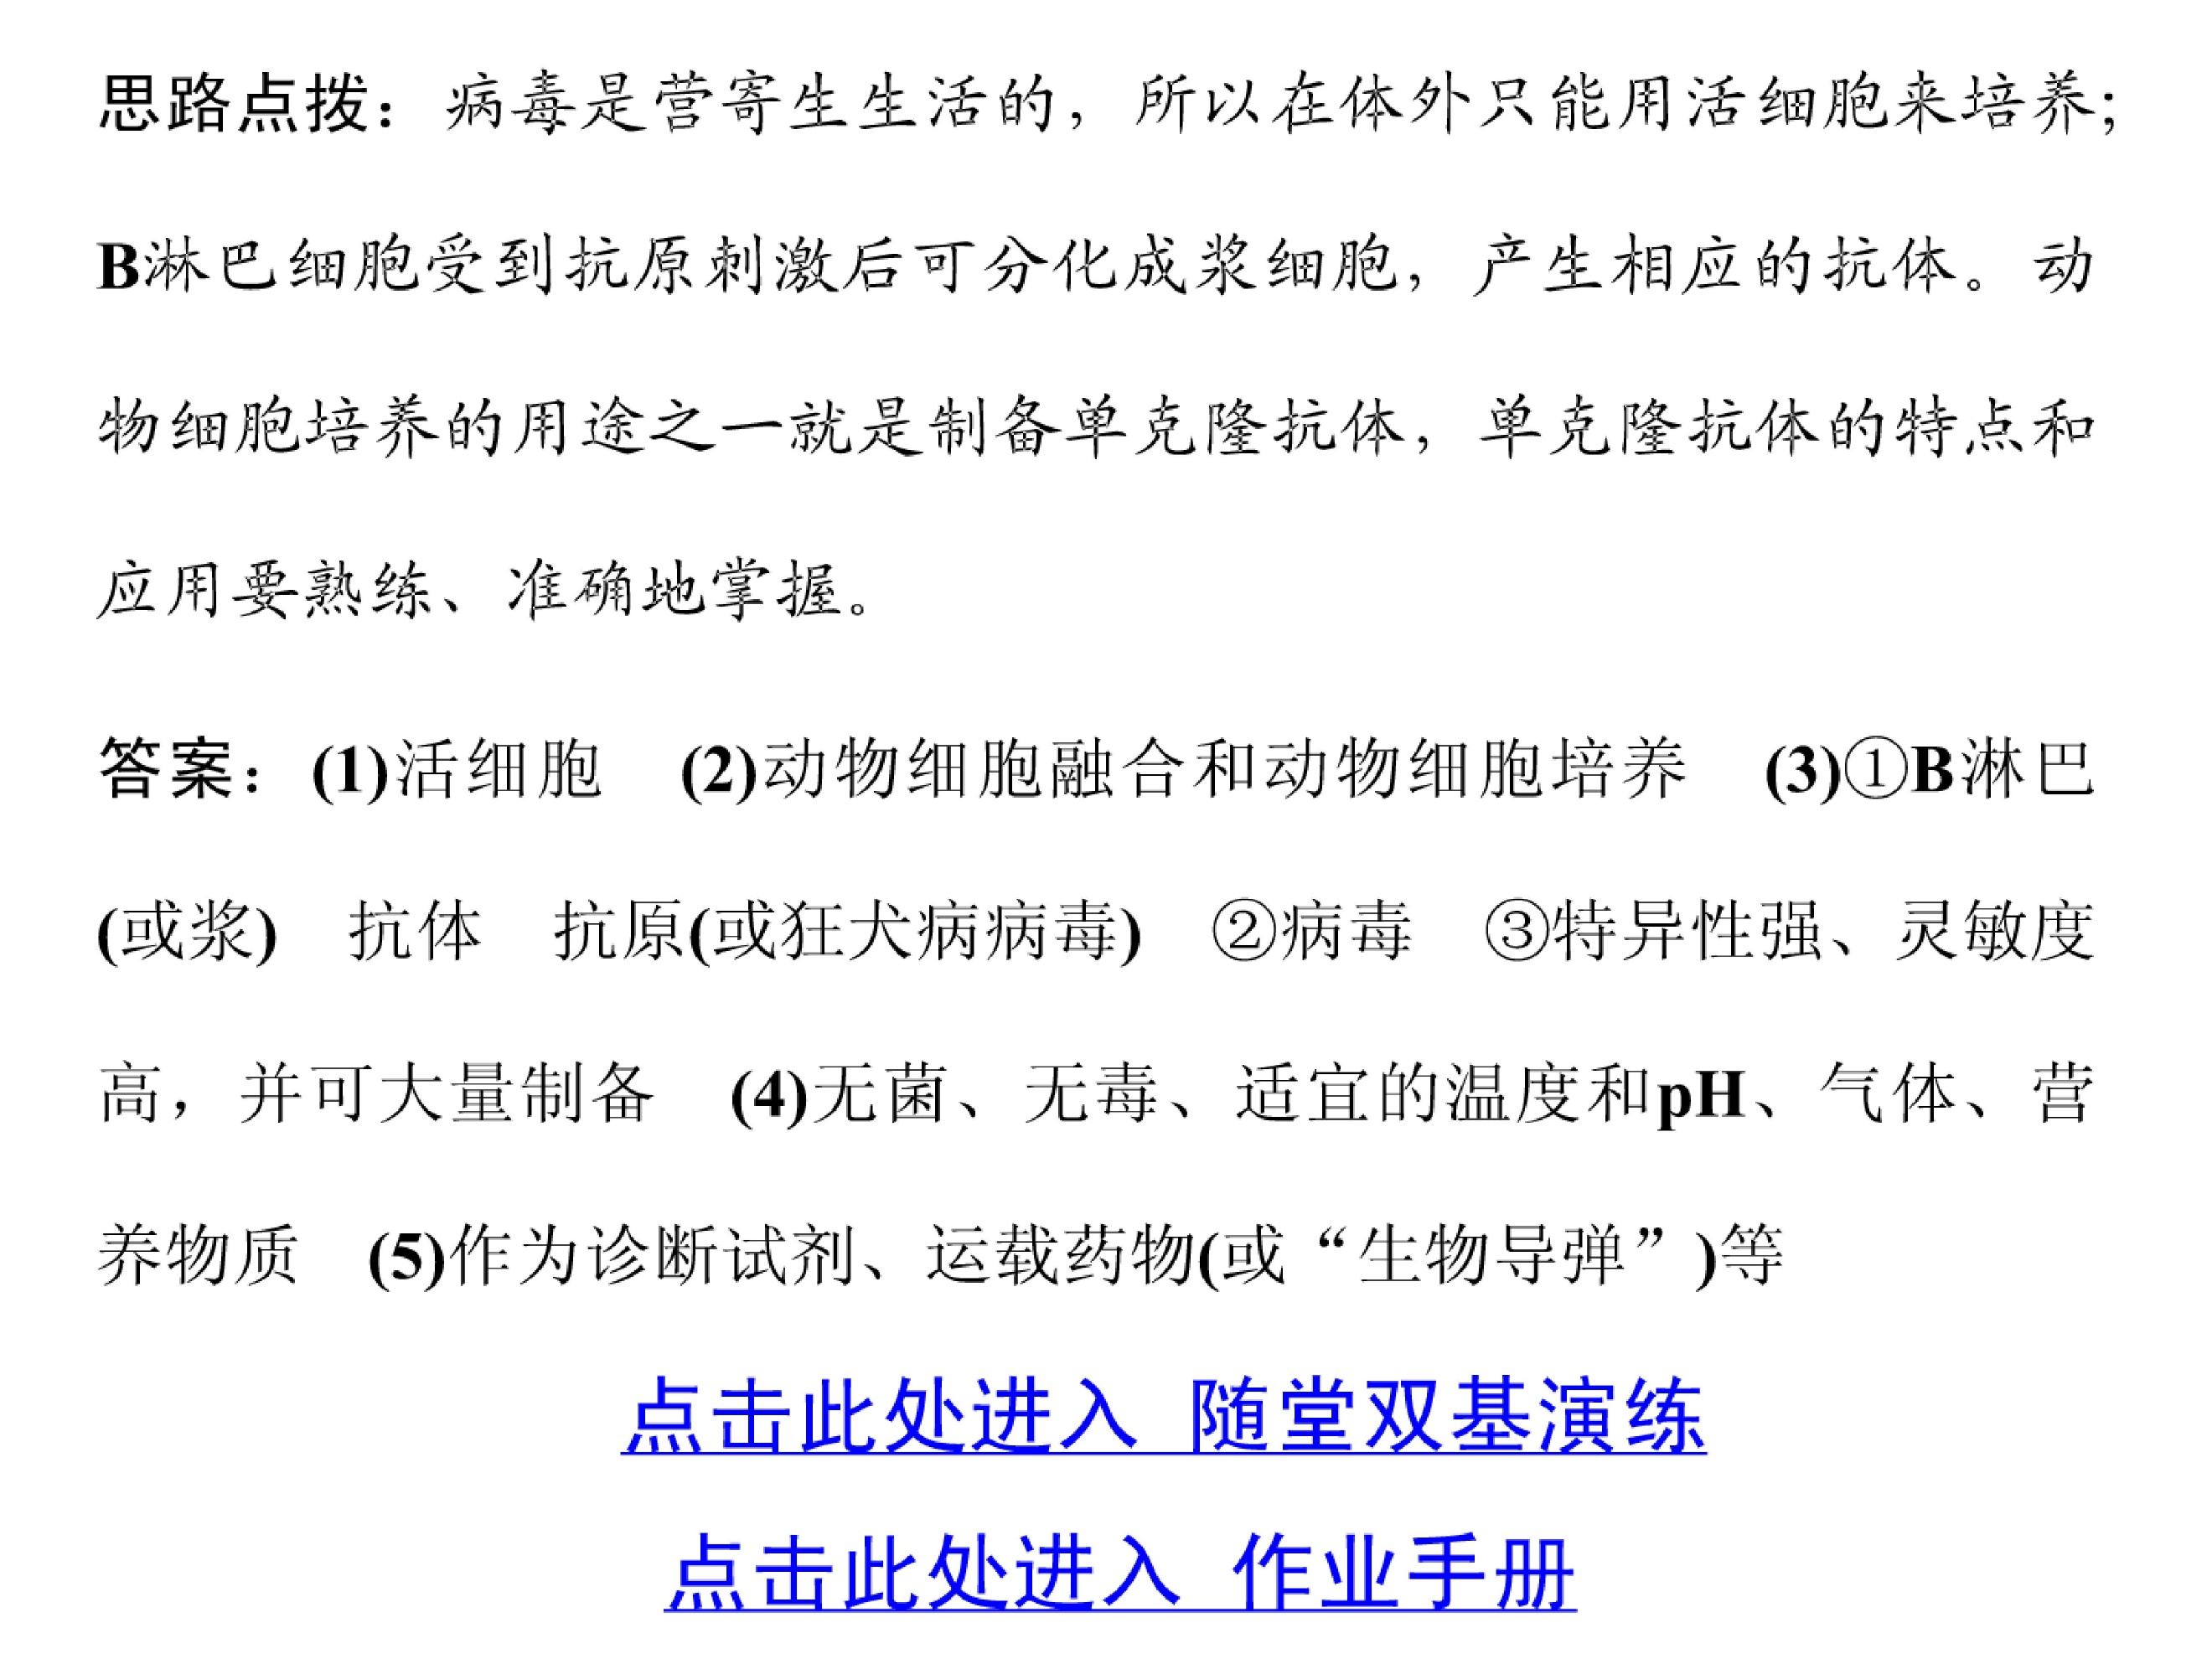 思路点拨：病毒是营寄生生活的，所以在体外只能用活细胞来培养；
B淋巴细胞受到抗原刺激后可分化成浆细胞，产生相应的抗体。动
物细胞培养的用途之一就是制备单克隆抗体，单克隆抗体的特点和
应用要熟练、准确地掌握。
答案：(1)活细胞　(2)动物细胞融合和动物细胞培养　(3)①B淋巴
(或浆)　抗体　抗原(或狂犬病病毒)　②病毒　③特异性强、灵敏度
高，并可大量制备　(4)无菌、无毒、适宜的温度和pH、气体、营
养物质　(5)作为诊断试剂、运载药物(或“生物导弹”)等
点击此处进入 随堂双基演练
点击此处进入 作业手册